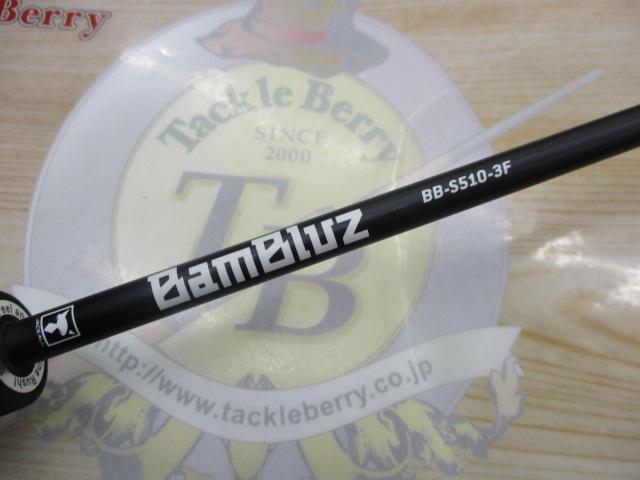 Berry
Tackle Berry
SINCE
2000
TB
BB-S510-3F
BamBluz
http://www.tackleberry.co.jp